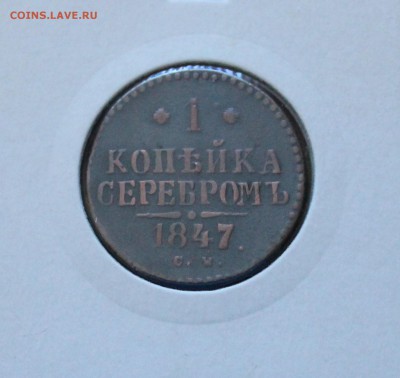 COINS.LAVE.RU
1
КОПѢЙКА
СЕРЕБРОМЪ
1847.
С. М.